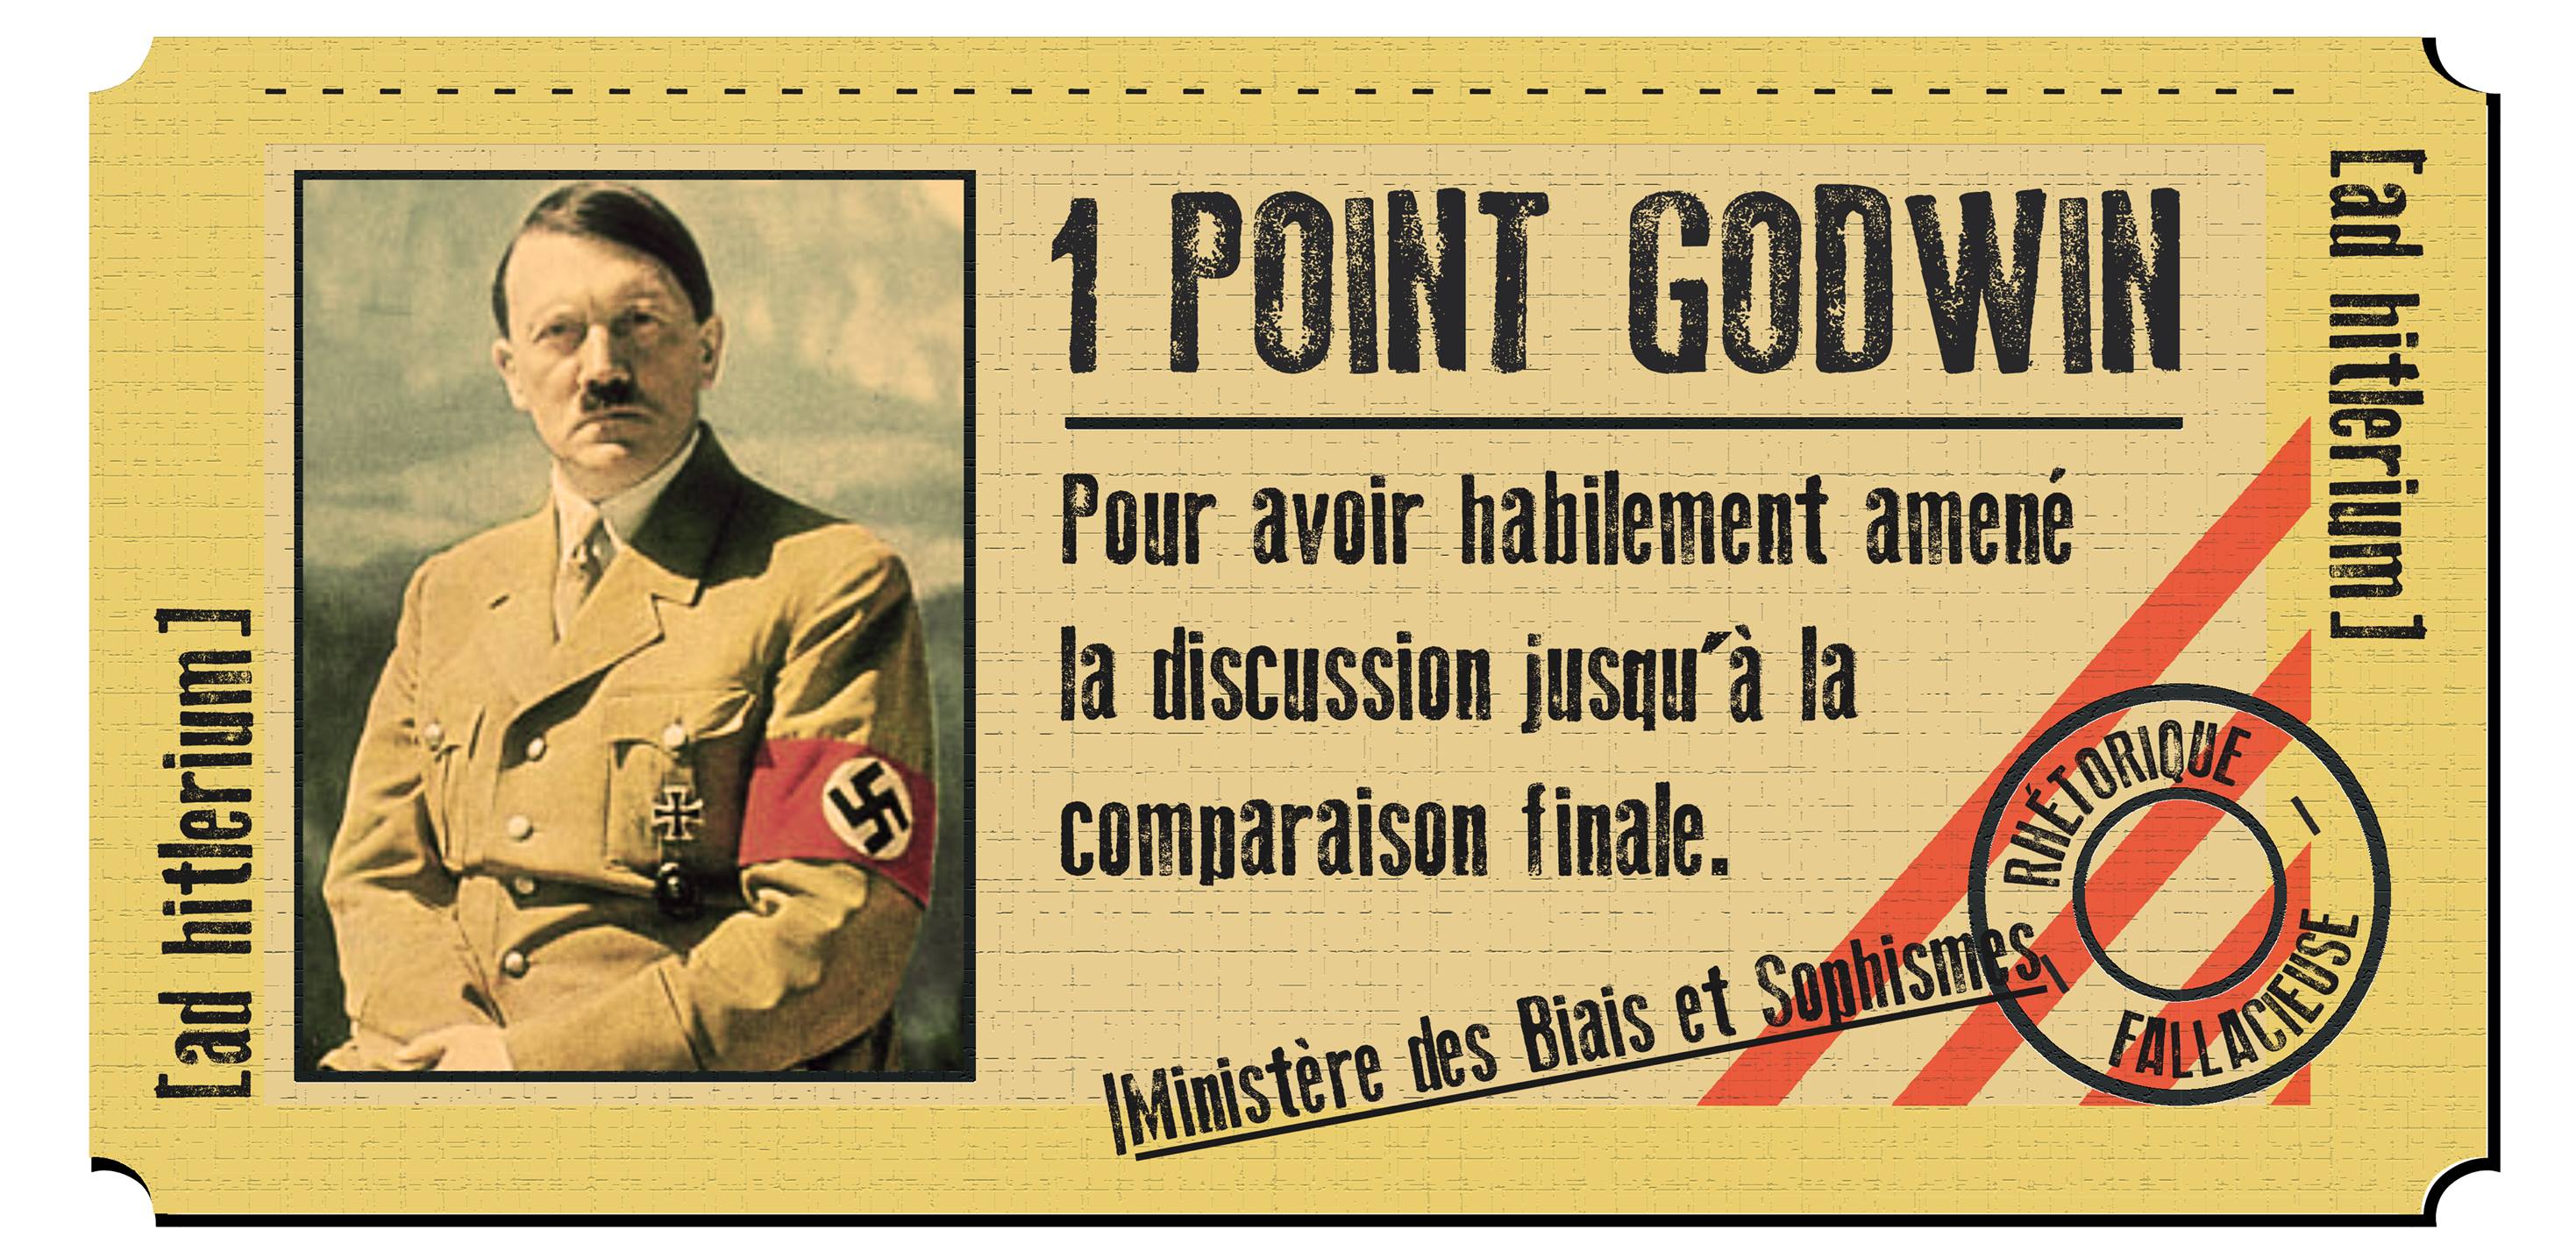 [ad hitlerium]
1 POINT GODWIN
Pour avoir habilement amené
la discussion jusqu´à la
comparaison finale.
|Ministère des Biais et Sophismes
RHÉTORIQUE
FALLACIEUSE
[ad hitlerium]